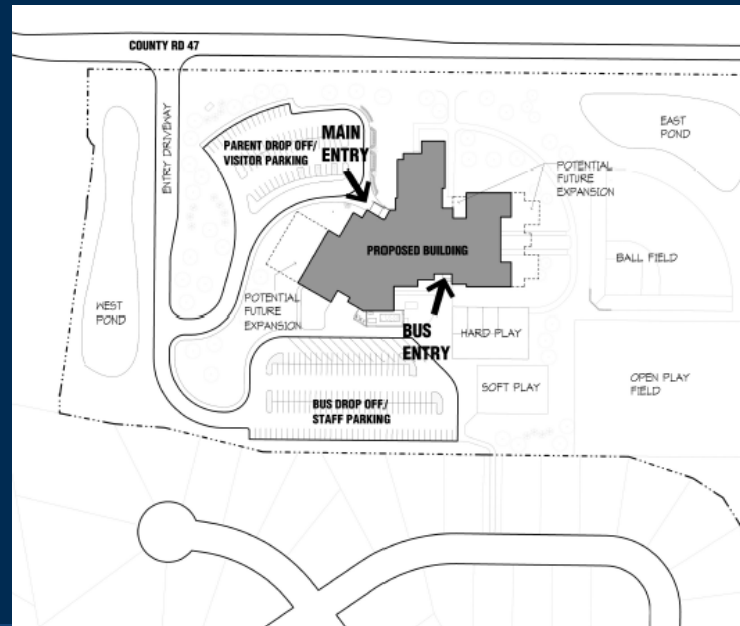 COUNTY RD 47
ENTRY DRIVEWAY
PARENT DROP OFF/
VISITOR PARKING
MAIN
ENTRY
EAST
POND
POTENTIAL
FUTURE
EXPANSION
PROPOSED BUILDING
BALL FIELD
WEST
POND
POTENTIAL
FUTURE
EXPANSION
BUS
ENTRY
HARD PLAY
SOFT PLAY
OPEN PLAY
FIELD
BUS DROP OFF/
STAFF PARKING